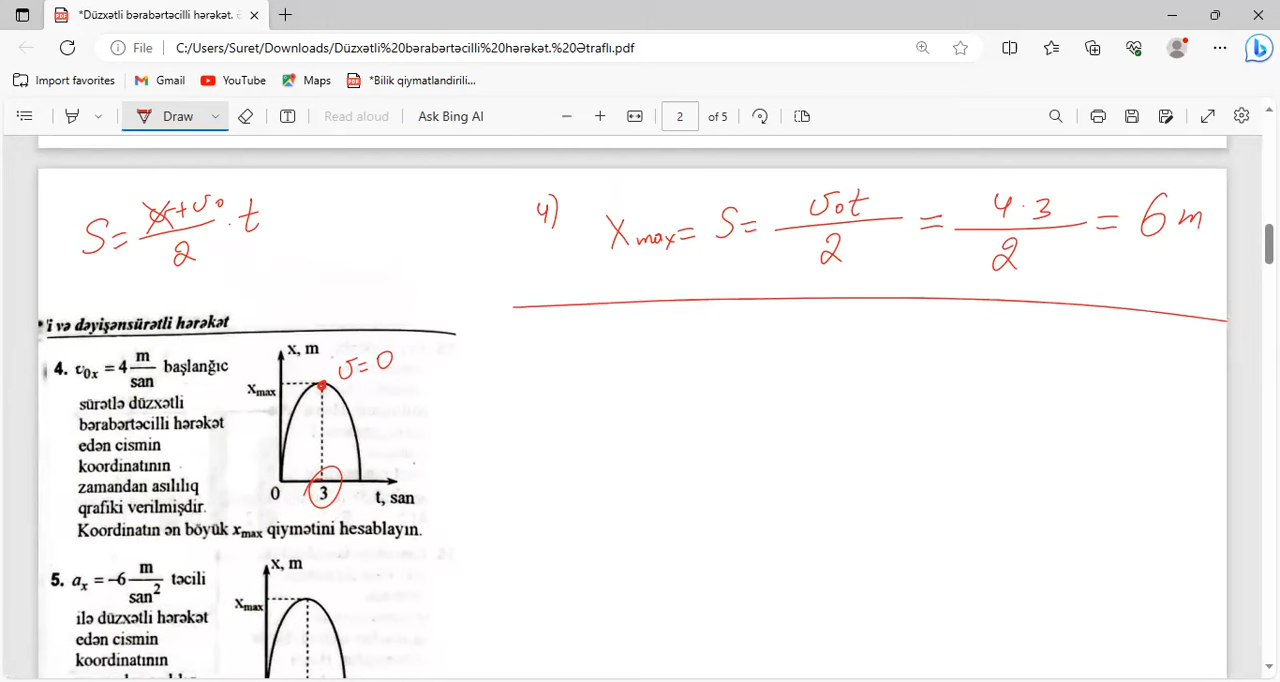 *Düzxətli bərabərtəcilli hərəkət. Ə
File
C:/Users/Suret/Downloads/Düzxətli%20bərabərtəcilli%20hərəkət.%20Ətraflı.pdf
Import favorites
Gmail
YouTube
Maps
*Bilik qiymatlandirili...
Draw
Read aloud
Ask Bing AI
2
of 5
S = (v + v₀)/2 · t
4) Xmax = S = v₀t/2 = 4·3/2 = 6 m
'i və dəyişənsürətli hərəkət
4. υ0x = 4 m/san başlanğıc
sürətlə düzxətli
bərabərtəcilli hərəkət
edən cismin
koordinatının
zamandan asılılıq
qrafiki verilmişdir.
Koordinatın ən böyük xmax qiymətini hesablayın.
x, m
v = 0
xmax
0
3
t, san
5. ax = –6 m/san² təcili
ilə düzxətli hərəkət
edən cismin
koordinatının
x, m
xmax